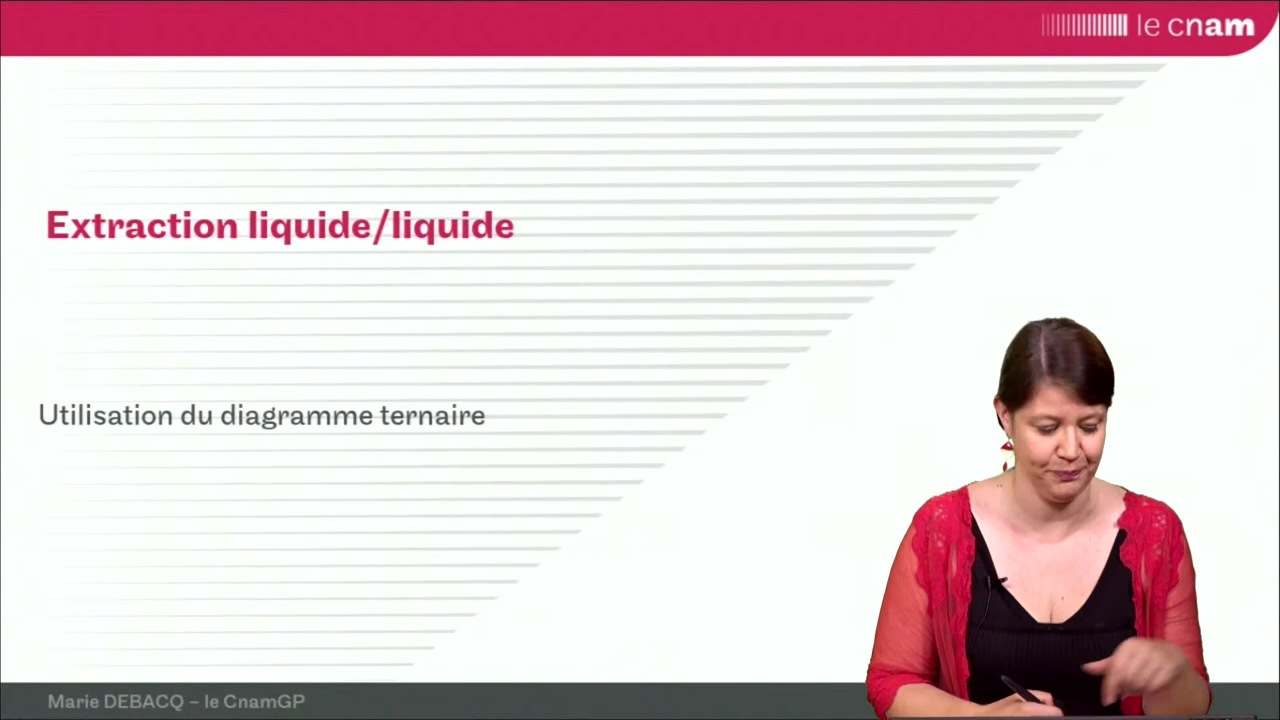 le cnam
Extraction liquide/liquide
Utilisation du diagramme ternaire
Marie DEBACQ – le CnamGP